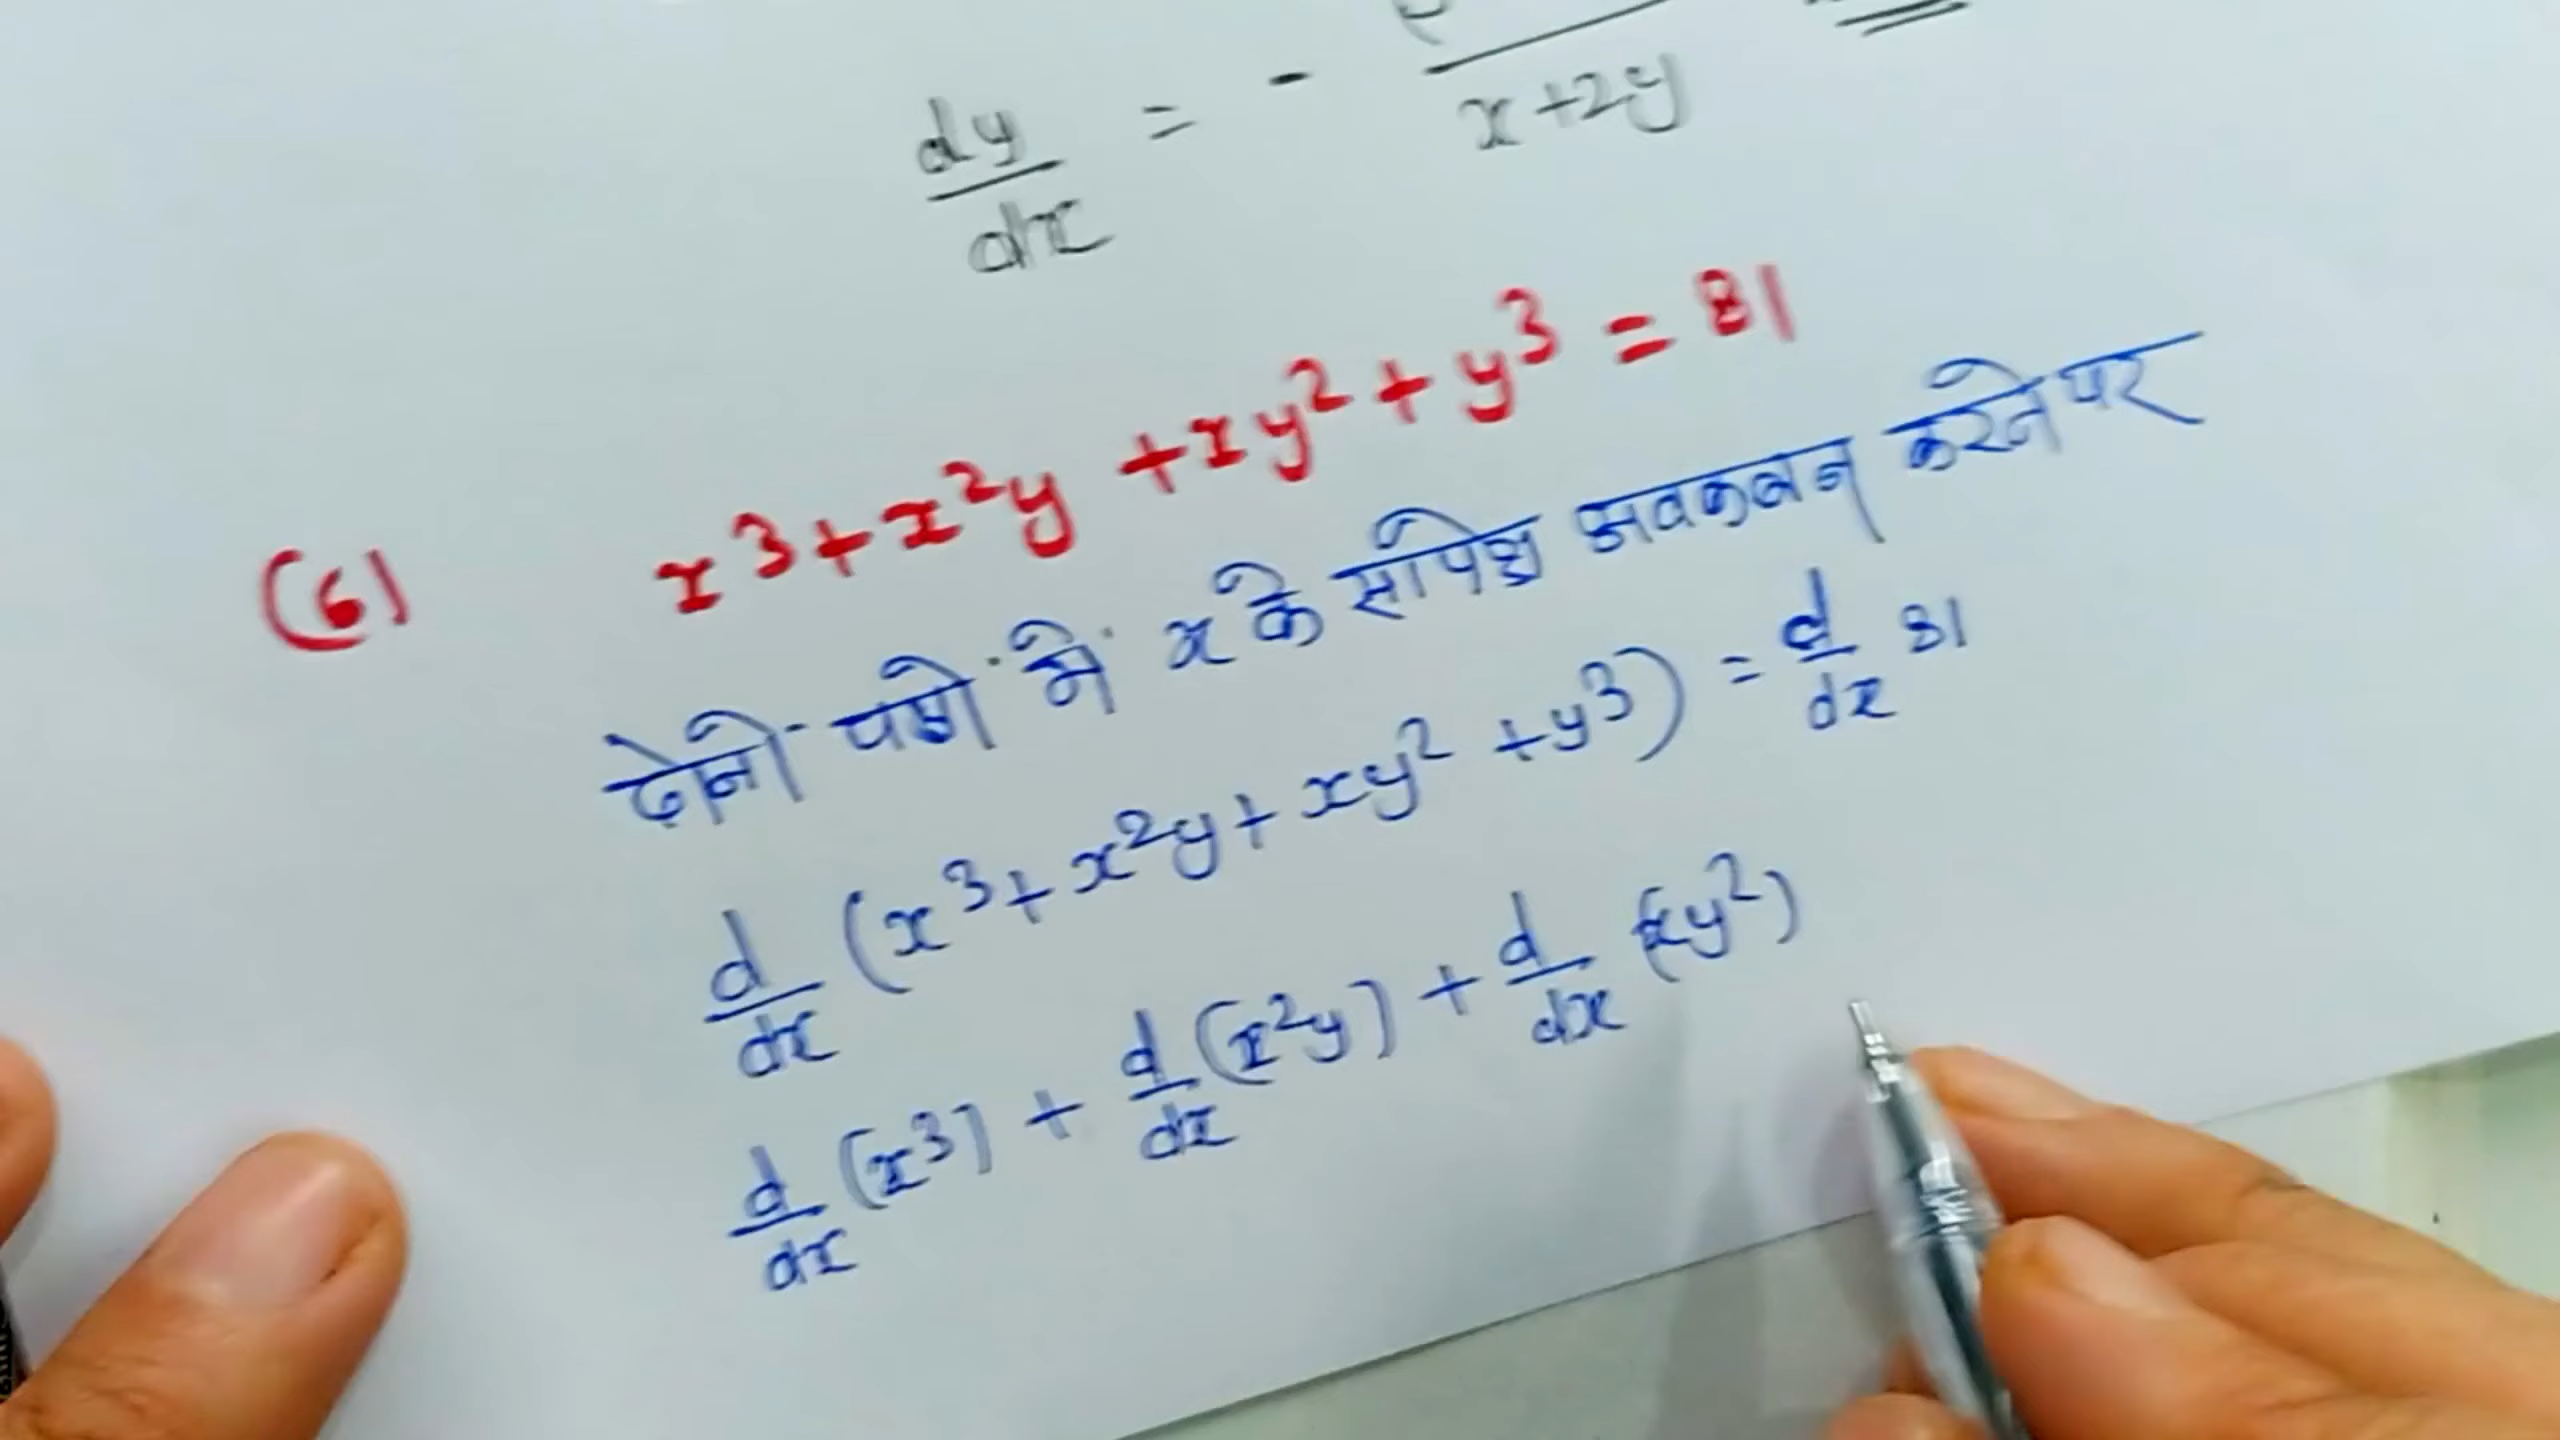 dy/dx = - /x+2y
(6) x³+x²y+xy²+y³=81
दोनो पक्षो मे x के सापेक्ष अवकलन करने पर
d/dx (x³+x²y+xy²+y³) = d/dx 81
d/dx (x³) + d/dx (x²y) + d/dx (xy²)